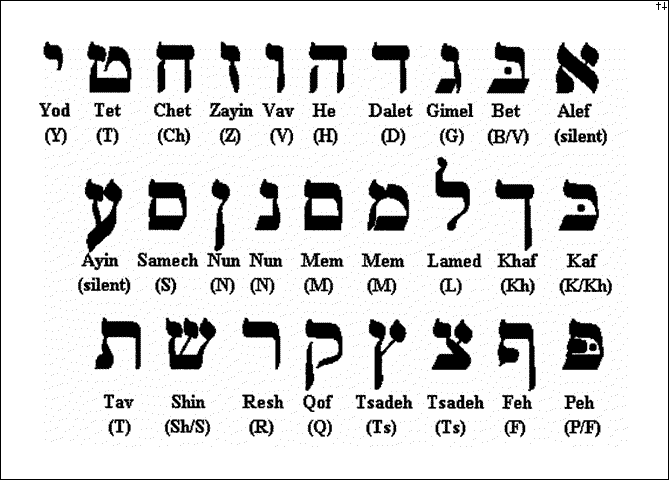 א בּ ג ד ה ו ז ח ט י
Yod Tet Chet Zayin Vav He Dalet Gimel Bet Alef
(Y) (T) (Ch) (Z) (V) (H) (D) (G) (B/V) (silent)
כּ ך ל מ ם נ ן ס ע
Ayin Samech Nun Nun Mem Mem Lamed Khaf Kaf
(silent) (S) (N) (N) (M) (M) (L) (Kh) (K/Kh)
פּ ף צ ץ ק ר ש ת
Tav Shin Resh Qof Tsadeh Tsadeh Feh Peh
(T) (Sh/S) (R) (Q) (Ts) (Ts) (F) (P/F)